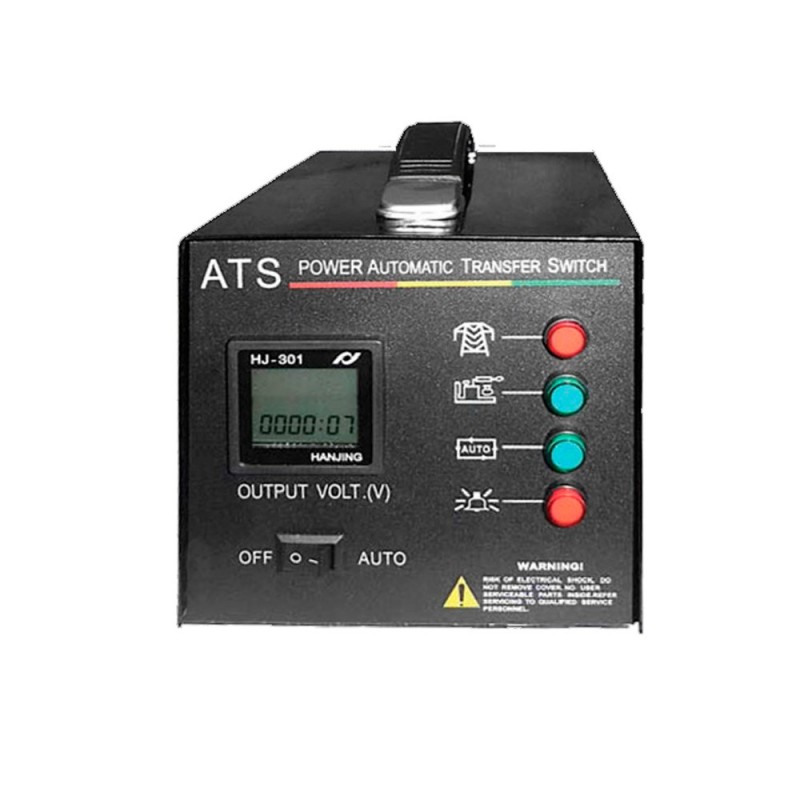 ATS POWER AUTOMATIC TRANSFER SWITCH
HJ-301
0000:07
HANJING
OUTPUT VOLT.(V)
AUTO
OFF AUTO
WARNING!
RISK OF ELECTRICAL SHOCK, DO
NOT REMOVE COVER. NO USER
SERVICEABLE PARTS INSIDE.REFER
SERVICING TO QUALIFIED SERVICE
PERSONNEL.